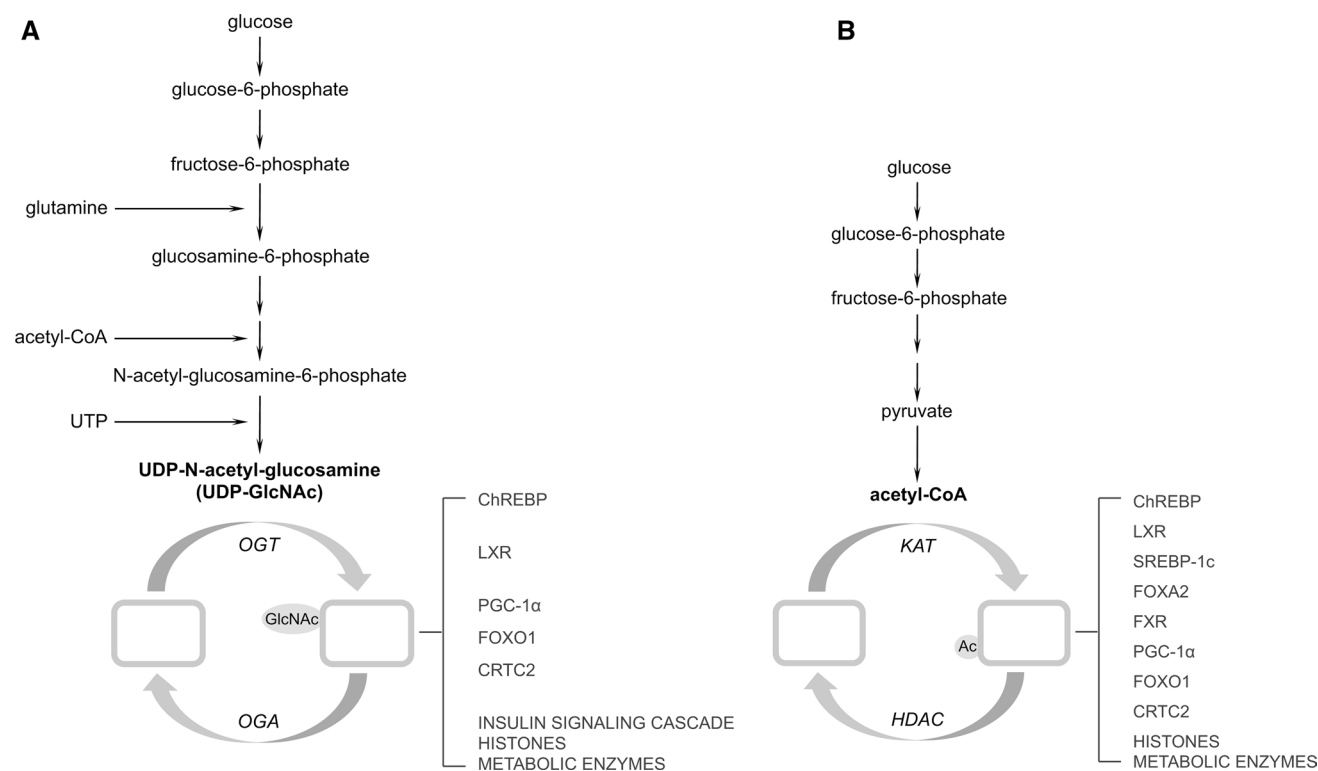 A
glucose
glucose-6-phosphate
fructose-6-phosphate
glutamine
glucosamine-6-phosphate
acetyl-CoA
N-acetyl-glucosamine-6-phosphate
UTP
UDP-N-acetyl-glucosamine
(UDP-GlcNAc)
OGT
GlcNAc
OGA
ChREBP
LXR
PGC-1α
FOXO1
CRTC2
INSULIN SIGNALING CASCADE
HISTONES
METABOLIC ENZYMES
B
glucose
glucose-6-phosphate
fructose-6-phosphate
pyruvate
acetyl-CoA
KAT
Ac
HDAC
ChREBP
LXR
SREBP-1c
FOXA2
FXR
PGC-1α
FOXO1
CRTC2
HISTONES
METABOLIC ENZYMES